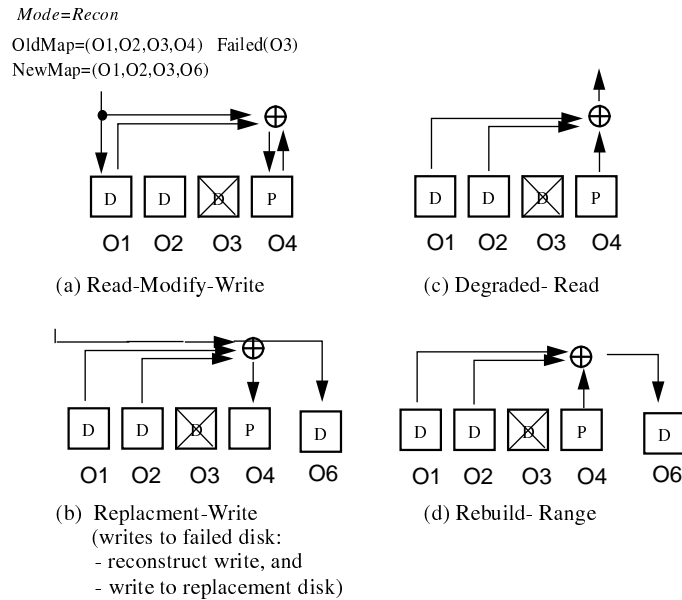 Mode=Recon
OldMap=(O1,O2,O3,O4) Failed(O3)
NewMap=(O1,O2,O3,O6)
D D D P
O1 O2 O3 O4
(a) Read-Modify-Write
D D D P
O1 O2 O3 O4
(c) Degraded- Read
D D D P D
O1 O2 O3 O4 O6
(b) Replacment-Write
(writes to failed disk:
- reconstruct write, and
- write to replacement disk)
D D D P D
O1 O2 O3 O4 O6
(d) Rebuild- Range